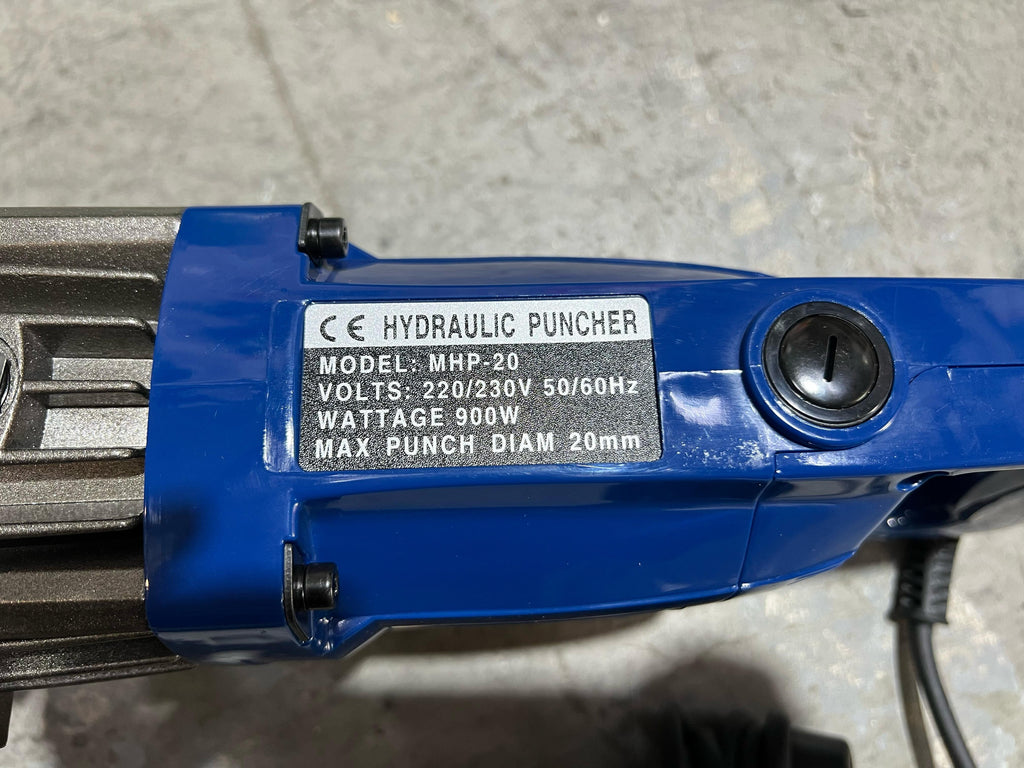 CE HYDRAULIC PUNCHER
MODEL: MHP-20
VOLTS: 220/230V 50/60Hz
WATTAGE 900W
MAX PUNCH DIAM 20mm